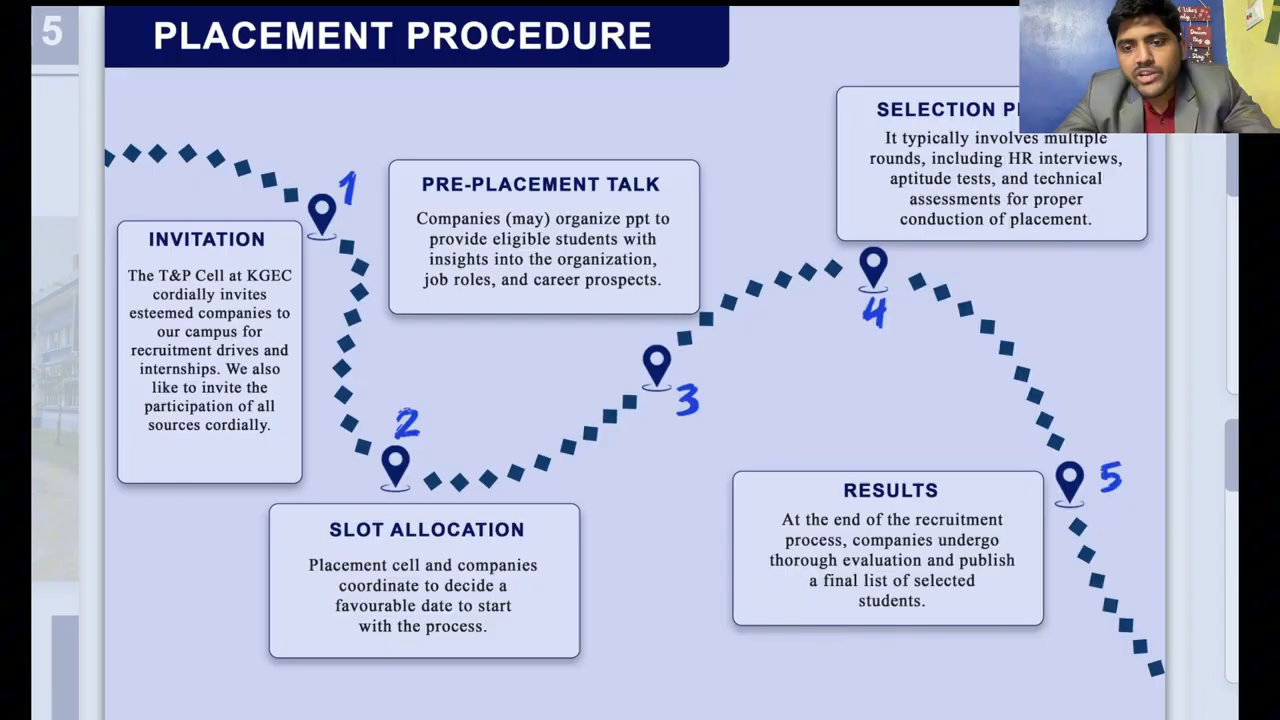 5
PLACEMENT PROCEDURE
1
INVITATION
The T&P Cell at KGEC
cordially invites
esteemed companies to
our campus for
recruitment drives and
internships. We also
like to invite the
participation of all
sources cordially.
2
SLOT ALLOCATION
Placement cell and companies
coordinate to decide a
favourable date to start
with the process.
PRE-PLACEMENT TALK
Companies (may) organize ppt to
provide eligible students with
insights into the organization,
job roles, and career prospects.
3
SELECTION
It typically involves multiple
rounds, including HR interviews,
aptitude tests, and technical
assessments for proper
conduction of placement.
4
RESULTS
At the end of the recruitment
process, companies undergo
thorough evaluation and publish
a final list of selected
students.
5